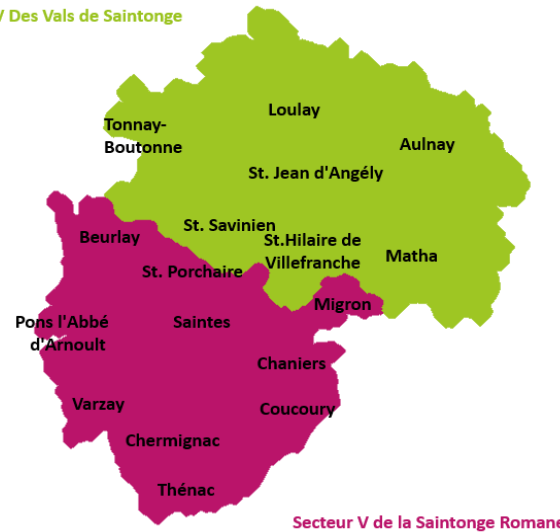 V Des Vals de Saintonge
Loulay
Tonnay-
Boutonne
Aulnay
St. Jean d'Angély
St. Savinien
Beurlay
St.Hilaire de
Villefranche
Matha
St. Porchaire
Migron
Pons l'Abbé
d'Arnoult
Saintes
Chaniers
Varzay
Coucoury
Chermignac
Thénac
Secteur V de la Saintonge Romane